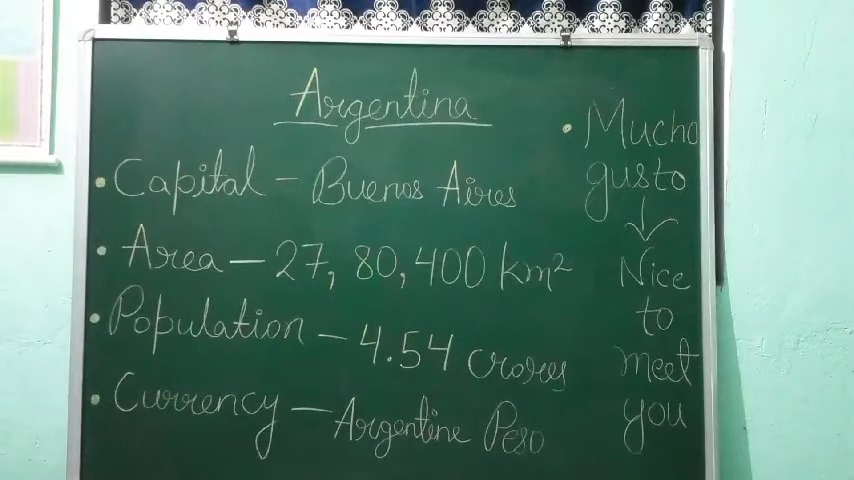 Argentina
• Capital – Buenos Aires
• Area – 27,80,400 km²
• Population – 4.54 crores
• Currency – Argentine Peso
• Mucho
gusto
↓
Nice
to
meet
you